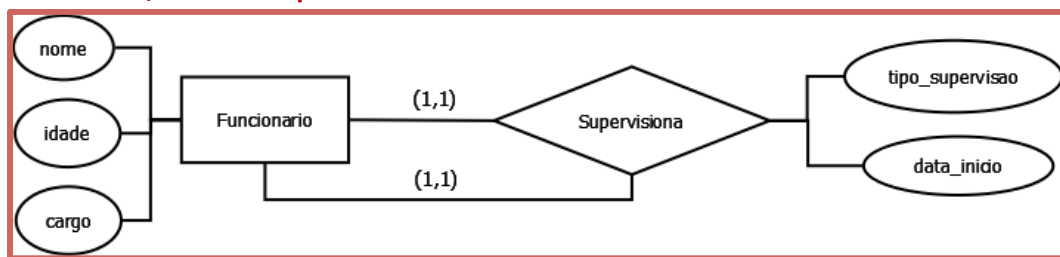 nome
idade
cargo
Funcionario
(1,1)
(1,1)
Supervisiona
tipo_supervisao
data_inicio